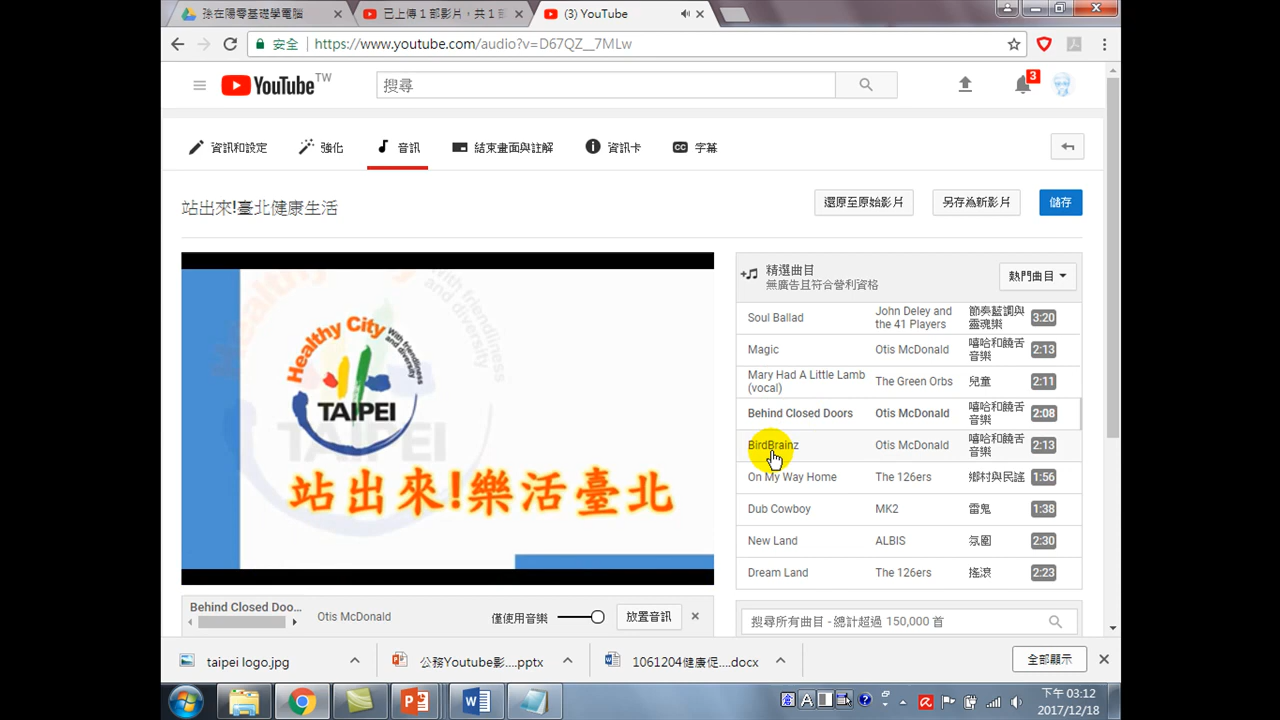 孫在陽零基礎學電腦
已上傳 1 部影片，共 1 部
(3) YouTube
安全
https://www.youtube.com/audio?v=D67QZ__7MLw
YouTube TW
搜尋
3
資訊和設定
強化
音訊
結束畫面與註解
資訊卡
CC 字幕
站出來!臺北健康生活
還原至原始影片
另存為新影片
儲存
Healthy City
With friendliness and diversity
TAIPEI
站出來!樂活臺北
精選曲目
無廣告且符合營利資格
熱門曲目
Soul Ballad John Deley and the 41 Players 節奏藍調與靈魂樂 3:20
Magic Otis McDonald 嘻哈和饒舌音樂 2:13
Mary Had A Little Lamb (vocal) The Green Orbs 兒童 2:11
Behind Closed Doors Otis McDonald 嘻哈和饒舌音樂 2:08
BirdBrainz Otis McDonald 嘻哈和饒舌音樂 2:13
On My Way Home The 126ers 鄉村與民謠 1:56
Dub Cowboy MK2 雷鬼 1:38
New Land ALBIS 氛圍 2:30
Dream Land The 126ers 搖滾 2:23
Behind Closed Doo...
Otis McDonald
僅使用音樂
放置音訊
搜尋所有曲目 - 總計超過 150,000 首
taipei logo.jpg
公務Youtube影....pptx
1061204健康促....docx
全部顯示
下午 03:12
2017/12/18